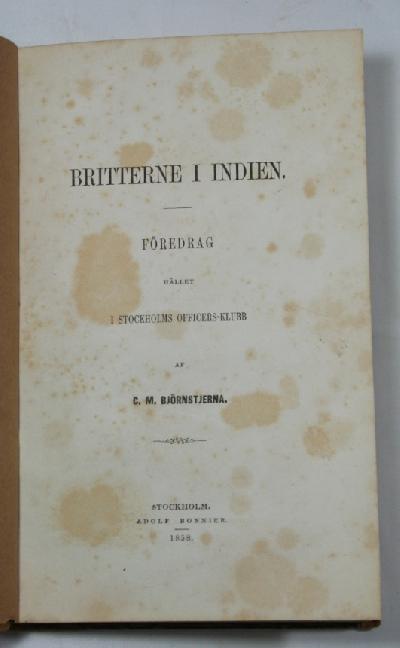 BRITTERNE I INDIEN.
FÖREDRAG
HÅLLET
I STOCKHOLMS OFFICERS-KLUBB
AF
C. M. BJÖRNSTJERNA.
STOCKHOLM.
ADOLF BONNIER.
1858.